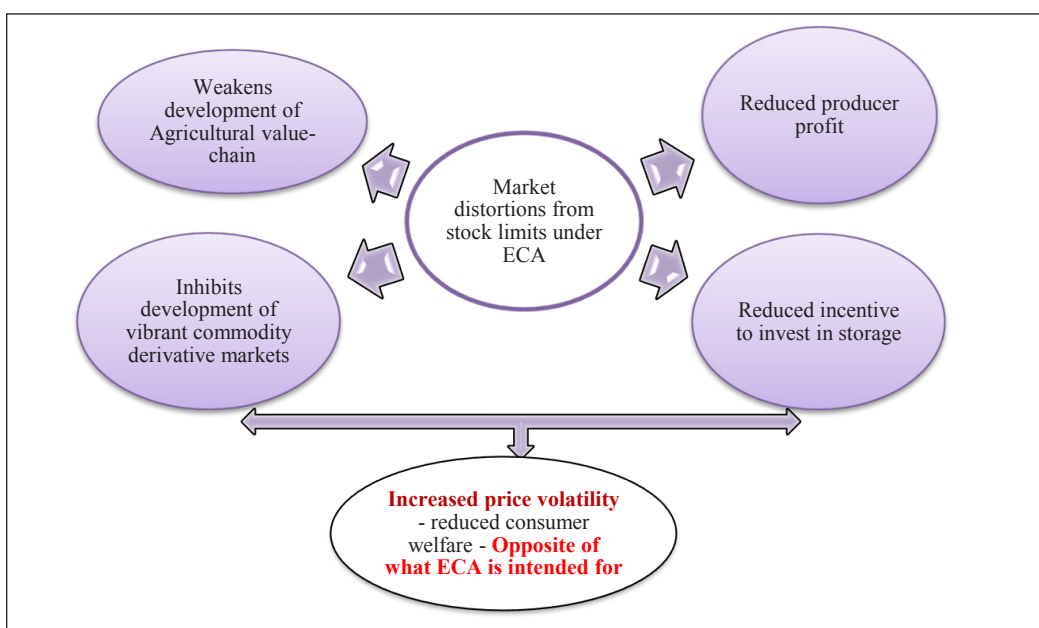 Weakens
development of
Agricultural value-
chain
Reduced producer
profit
Market
distortions from
stock limits under
ECA
Inhibits
development of
vibrant commodity
derivative markets
Reduced incentive
to invest in storage
Increased price volatility
- reduced consumer
welfare - Opposite of
what ECA is intended for